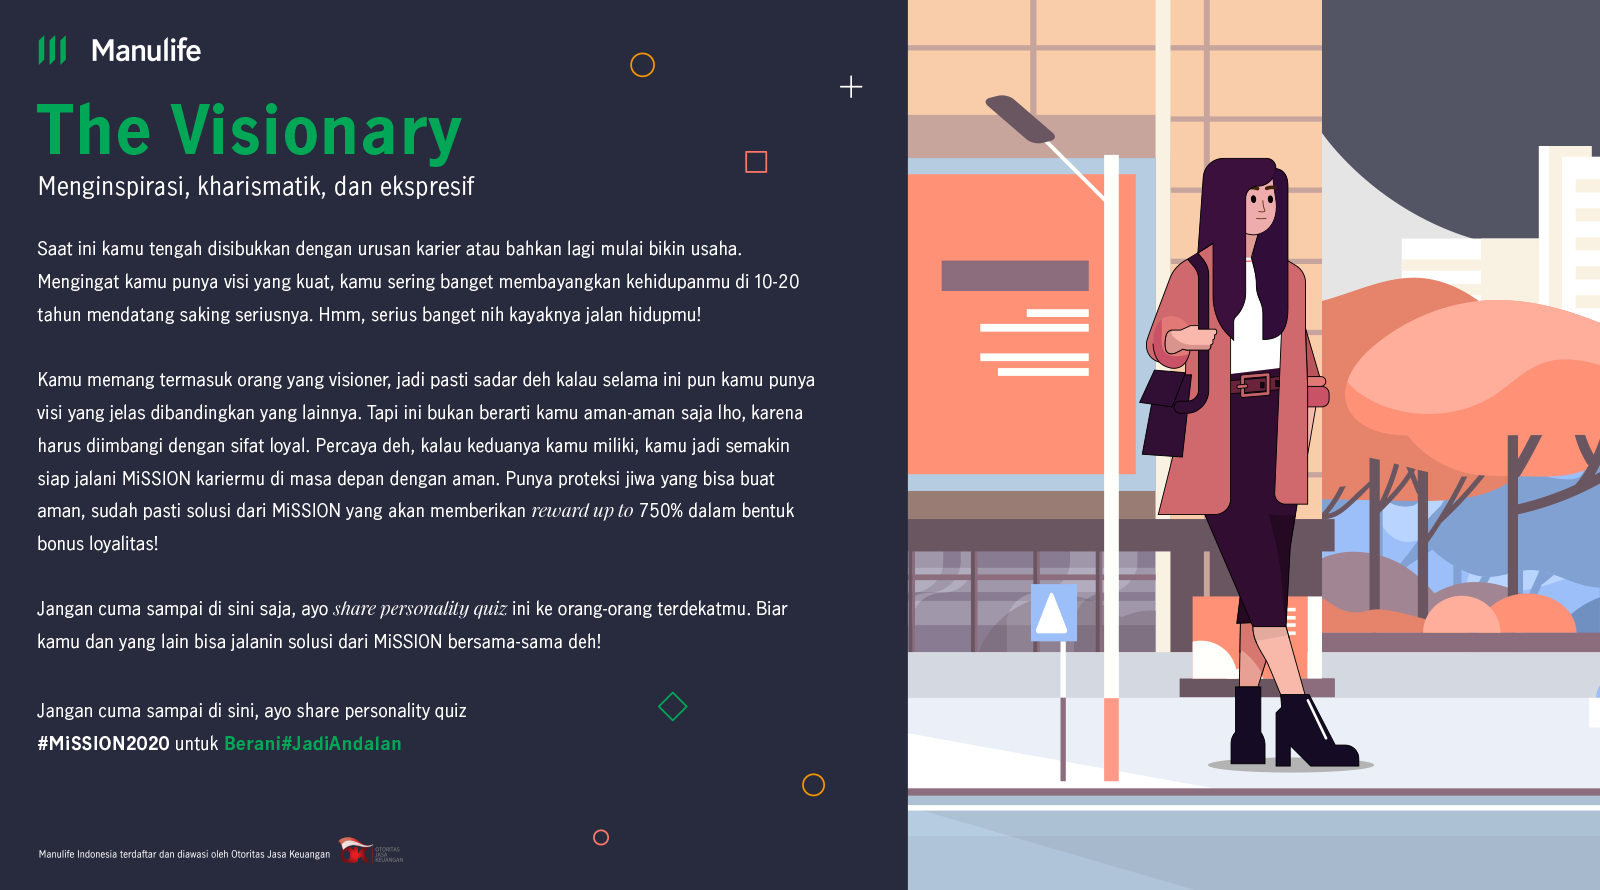 Manulife
The Visionary
Menginspirasi, kharismatik, dan ekspresif
Saat ini kamu tengah disibukkan dengan urusan karier atau bahkan lagi mulai bikin usaha.
Mengingat kamu punya visi yang kuat, kamu sering banget membayangkan kehidupanmu di 10-20
tahun mendatang saking seriusnya. Hmm, serius banget nih kayaknya jalan hidupmu!
Kamu memang termasuk orang yang visioner, jadi pasti sadar deh kalau selama ini pun kamu punya
visi yang jelas dibandingkan yang lainnya. Tapi ini bukan berarti kamu aman-aman saja lho, karena
harus diimbangi dengan sifat loyal. Percaya deh, kalau keduanya kamu miliki, kamu jadi semakin
siap jalani MiSSION kariermu di masa depan dengan aman. Punya proteksi jiwa yang bisa buat
aman, sudah pasti solusi dari MiSSION yang akan memberikan reward up to 750% dalam bentuk
bonus loyalitas!
Jangan cuma sampai di sini saja, ayo share personality quiz ini ke orang-orang terdekatmu. Biar
kamu dan yang lain bisa jalanin solusi dari MiSSION bersama-sama deh!
Jangan cuma sampai di sini, ayo share personality quiz
#MiSSION2020 untuk Berani#JadiAndalan
Manulife Indonesia terdaftar dan diawasi oleh Otoritas Jasa Keuangan
OJK
OTORITAS
JASA
KEUANGAN